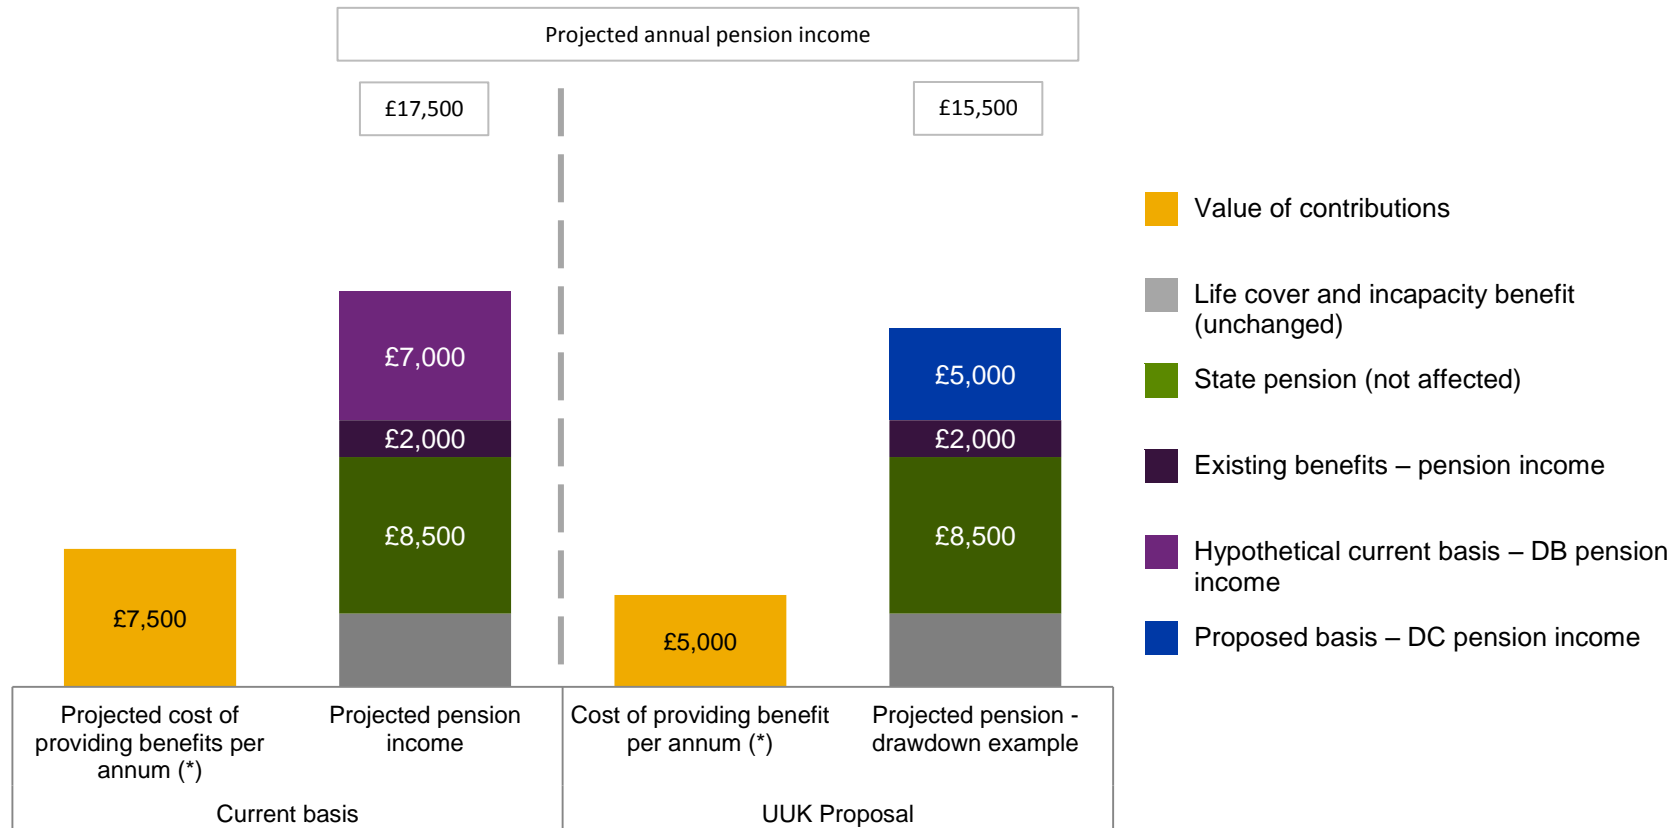 Projected annual pension income
£17,500
£15,500
£7,500
£7,000
£2,000
£8,500
£5,000
£5,000
£2,000
£8,500
Value of contributions
Life cover and incapacity benefit
(unchanged)
State pension (not affected)
Existing benefits – pension income
Hypothetical current basis – DB pension
income
Proposed basis – DC pension income
Projected cost of
providing benefits per
annum (*)
Projected pension
income
Cost of providing benefit
per annum (*)
Projected pension -
drawdown example
Current basis
UUK Proposal